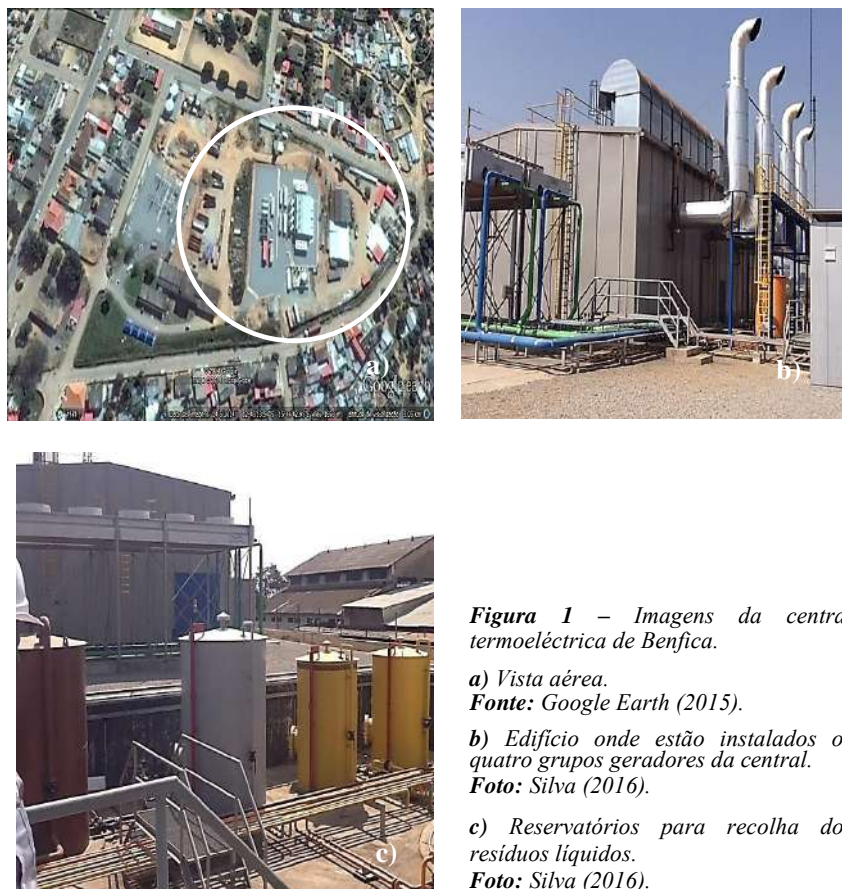 a)
Google earth
b)
c)
Figura 1 – Imagens da centra
termoeléctrica de Benfica.
a) Vista aérea.
Fonte: Google Earth (2015).
b) Edifício onde estão instalados o
quatro grupos geradores da central.
Foto: Silva (2016).
c) Reservatórios para recolha do
resíduos líquidos.
Foto: Silva (2016).